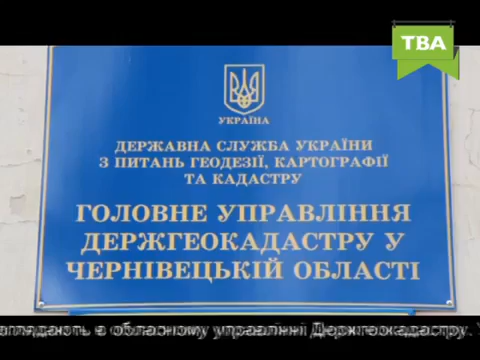 ТВА
УКРАЇНА
ДЕРЖАВНА СЛУЖБА УКРАЇНИ
З ПИТАНЬ ГЕОДЕЗІЇ, КАРТОГРАФІЇ
ТА КАДАСТРУ
ГОЛОВНЕ УПРАВЛІННЯ
ДЕРЖГЕОКАДАСТРУ У
ЧЕРНІВЕЦЬКІЙ ОБЛАСТІ
в обласному управлінні Держгеокадастру.